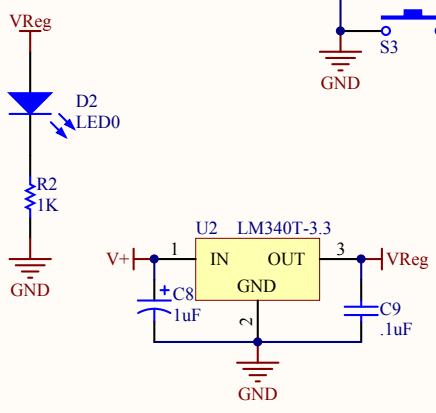 VReg
S3
GND
D2
LED0
R2
1K
GND
U2 LM340T-3.3
V+ 1 IN OUT 3 VReg
GND
+
C8
1uF
2
C9
.1uF
GND